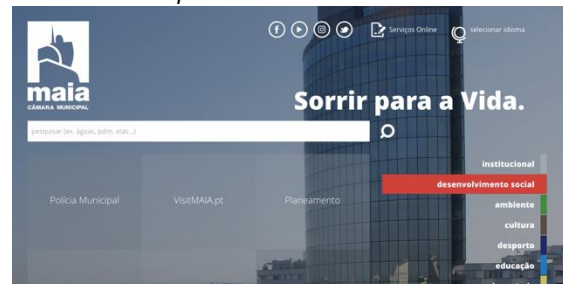 Serviços Online
selecionar idioma
maia
CÂMARA MUNICIPAL
Sorrir para a Vida.
pesquisar (ex. águas, pdm, atas...)
institucional
desenvolvimento social
Polícia Municipal
VisitMAIA.pt
Planeamento
ambiente
cultura
desporto
educação